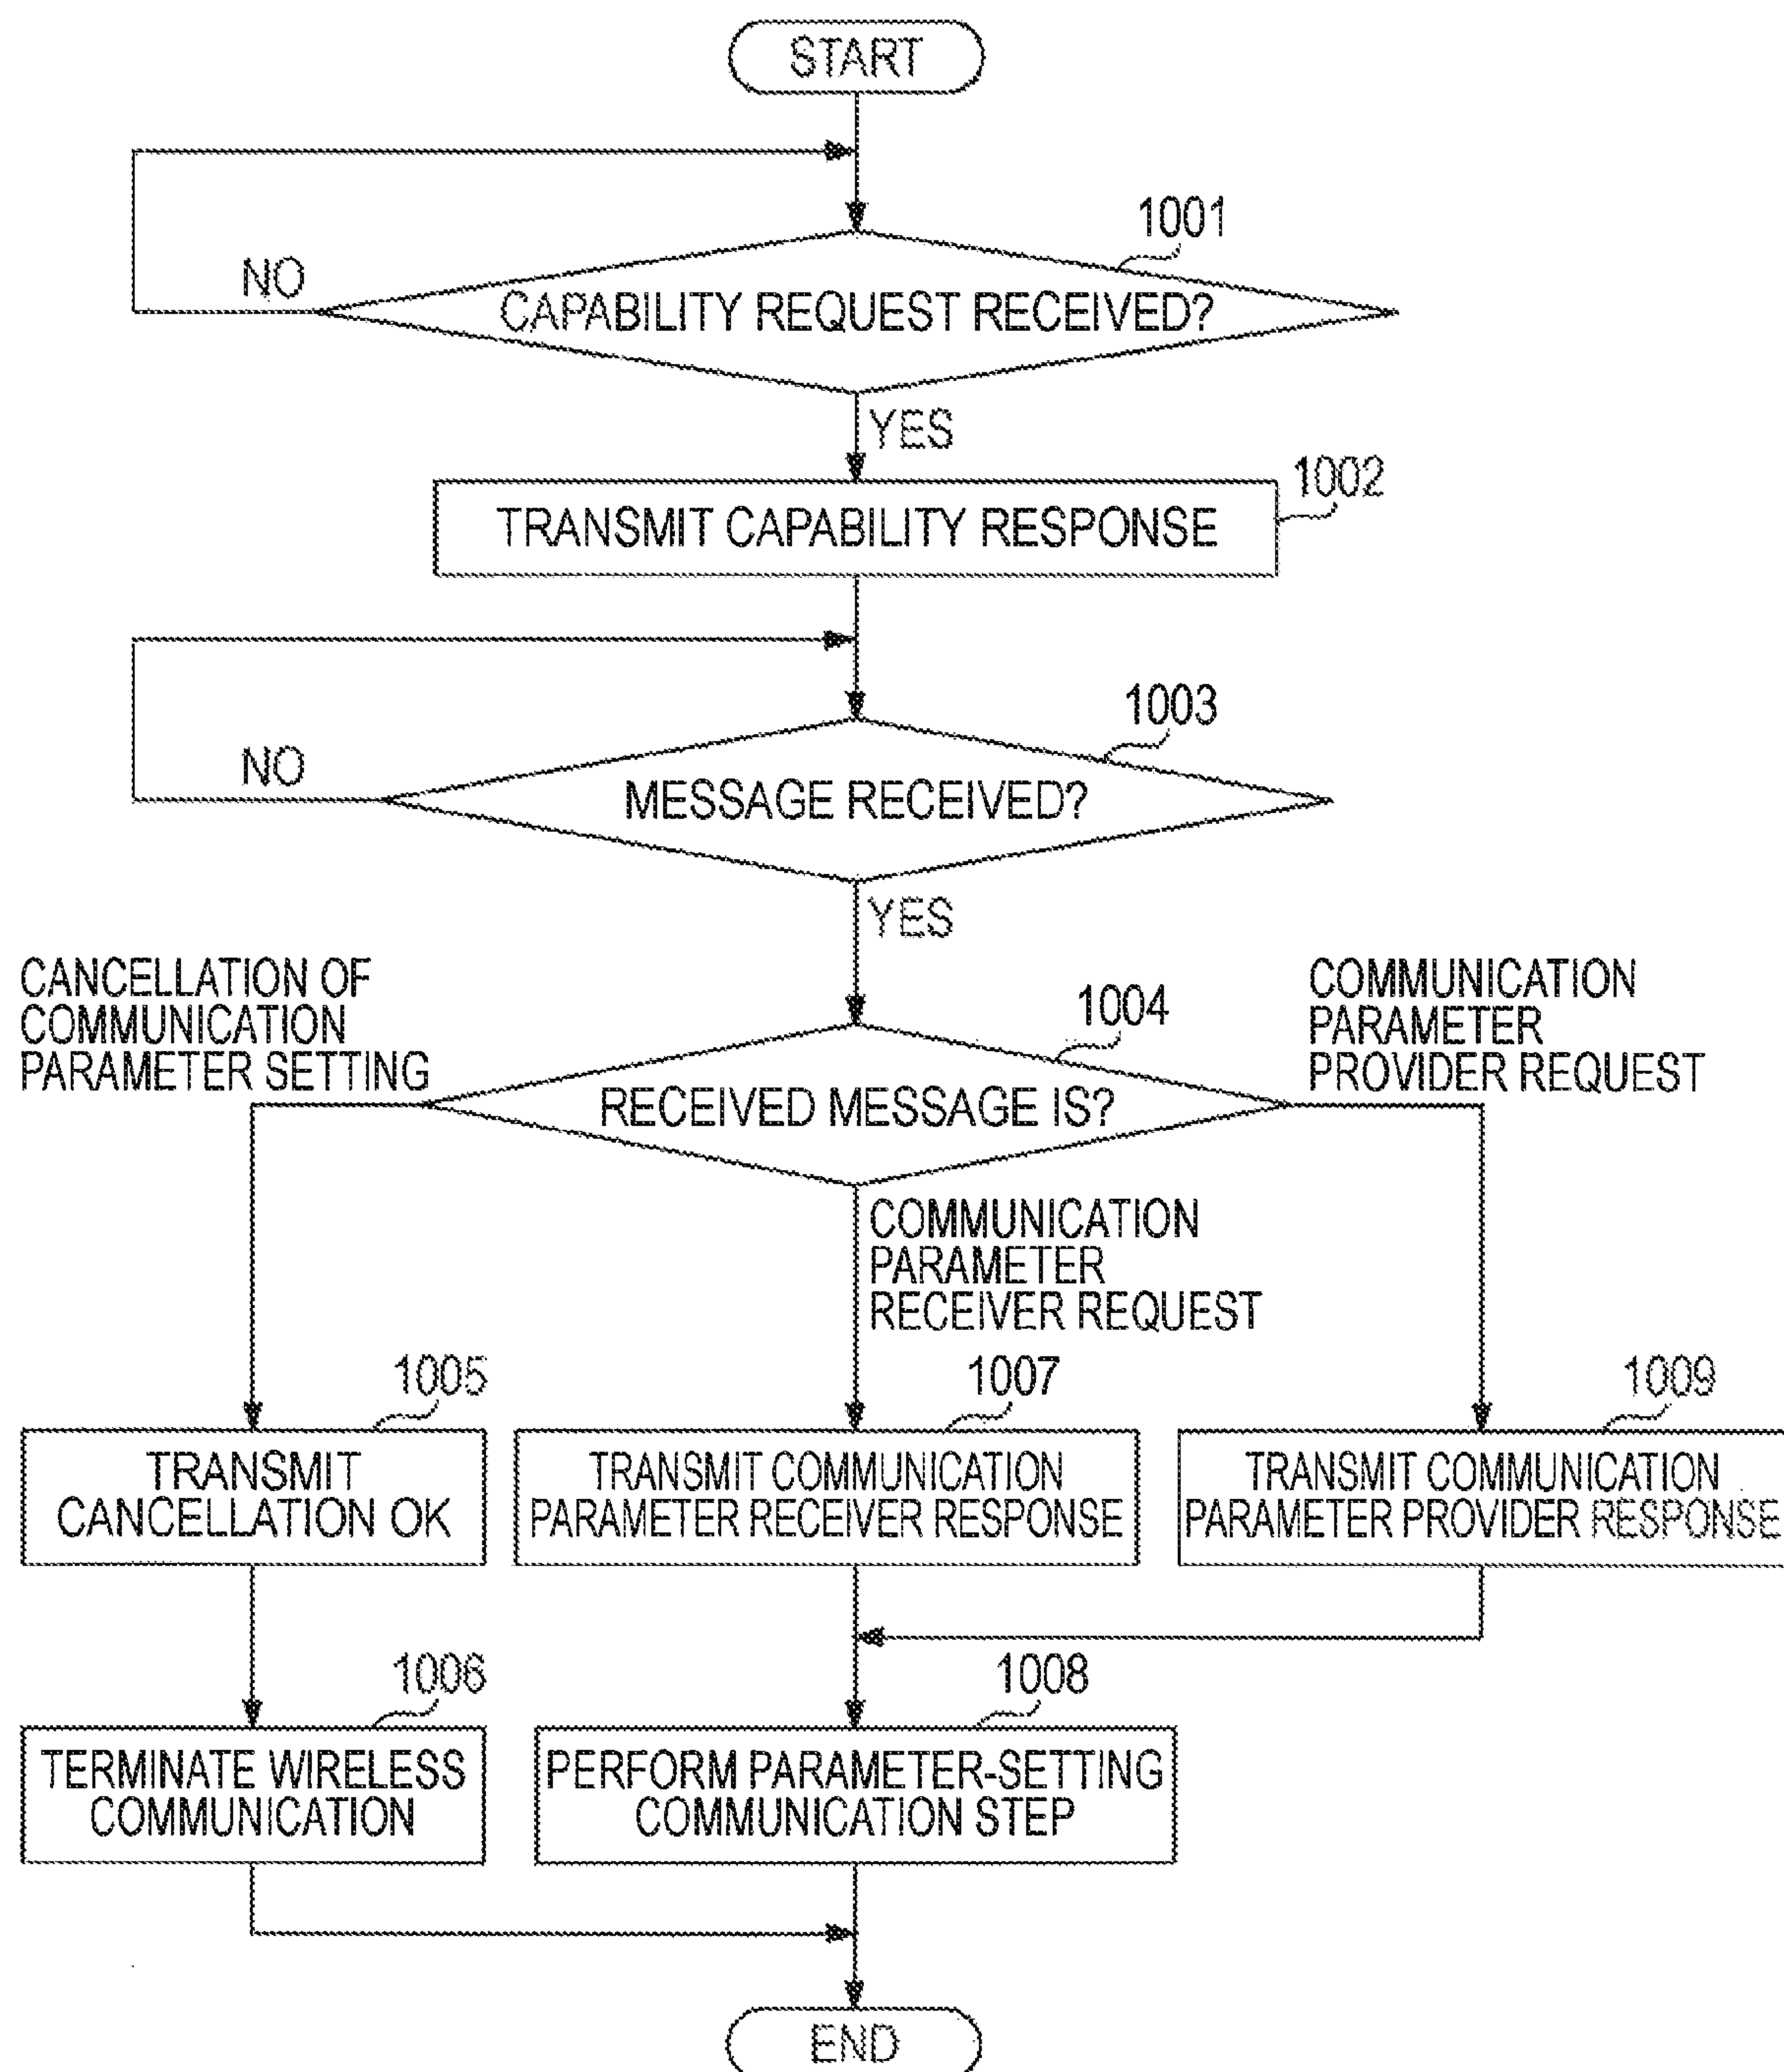 START
1001
NO
CAPABILITY REQUEST RECEIVED?
YES
1002
TRANSMIT CAPABILITY RESPONSE
1003
NO
MESSAGE RECEIVED?
YES
CANCELLATION OF
COMMUNICATION
PARAMETER SETTING
1004
COMMUNICATION
PARAMETER
PROVIDER REQUEST
RECEIVED MESSAGE IS?
COMMUNICATION
PARAMETER
RECEIVER REQUEST
1005
1007
1009
TRANSMIT
CANCELLATION OK
TRANSMIT COMMUNICATION
PARAMETER RECEIVER RESPONSE
TRANSMIT COMMUNICATION
PARAMETER PROVIDER RESPONSE
1006
1008
TERMINATE WIRELESS
COMMUNICATION
PERFORM PARAMETER-SETTING
COMMUNICATION STEP
END